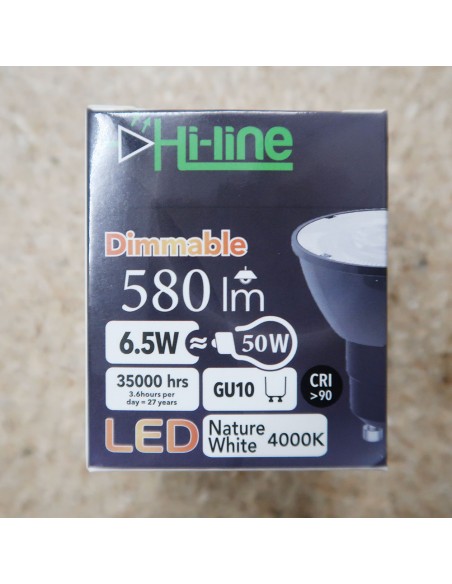 Hi-line
Dimmable
580 lm
6.5W ≈ 50W
35000 hrs
3.6hours per
day = 27 years
GU10
CRI
>90
LED
Nature
White 4000K